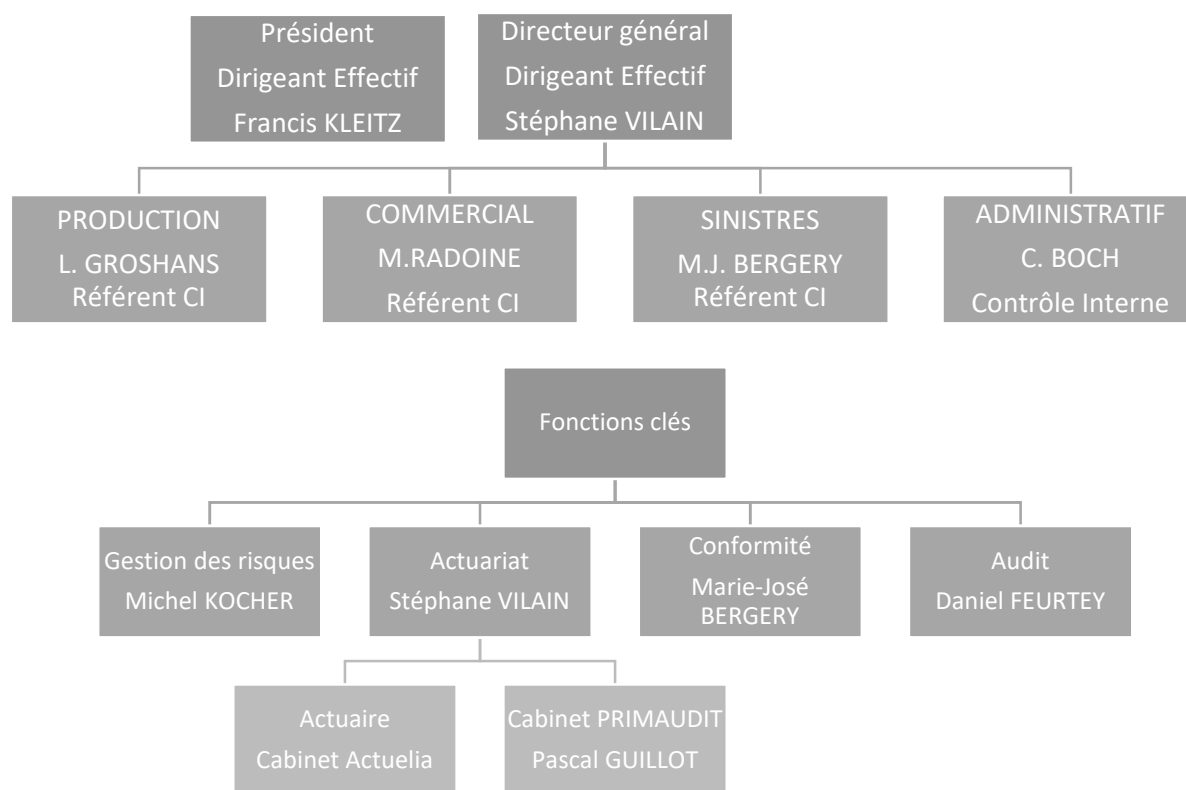 Président
Dirigeant Effectif
Francis KLEITZ
Directeur général
Dirigeant Effectif
Stéphane VILAIN
PRODUCTION
L. GROSHANS
Référent CI
COMMERCIAL
M.RADOINE
Référent CI
SINISTRES
M.J. BERGERY
Référent CI
ADMINISTRATIF
C. BOCH
Contrôle Interne
Fonctions clés
Gestion des risques
Michel KOCHER
Actuariat
Stéphane VILAIN
Conformité
Marie-José
BERGERY
Audit
Daniel FEURTEY
Actuaire
Cabinet Actuelia
Cabinet PRIMAUDIT
Pascal GUILLOT